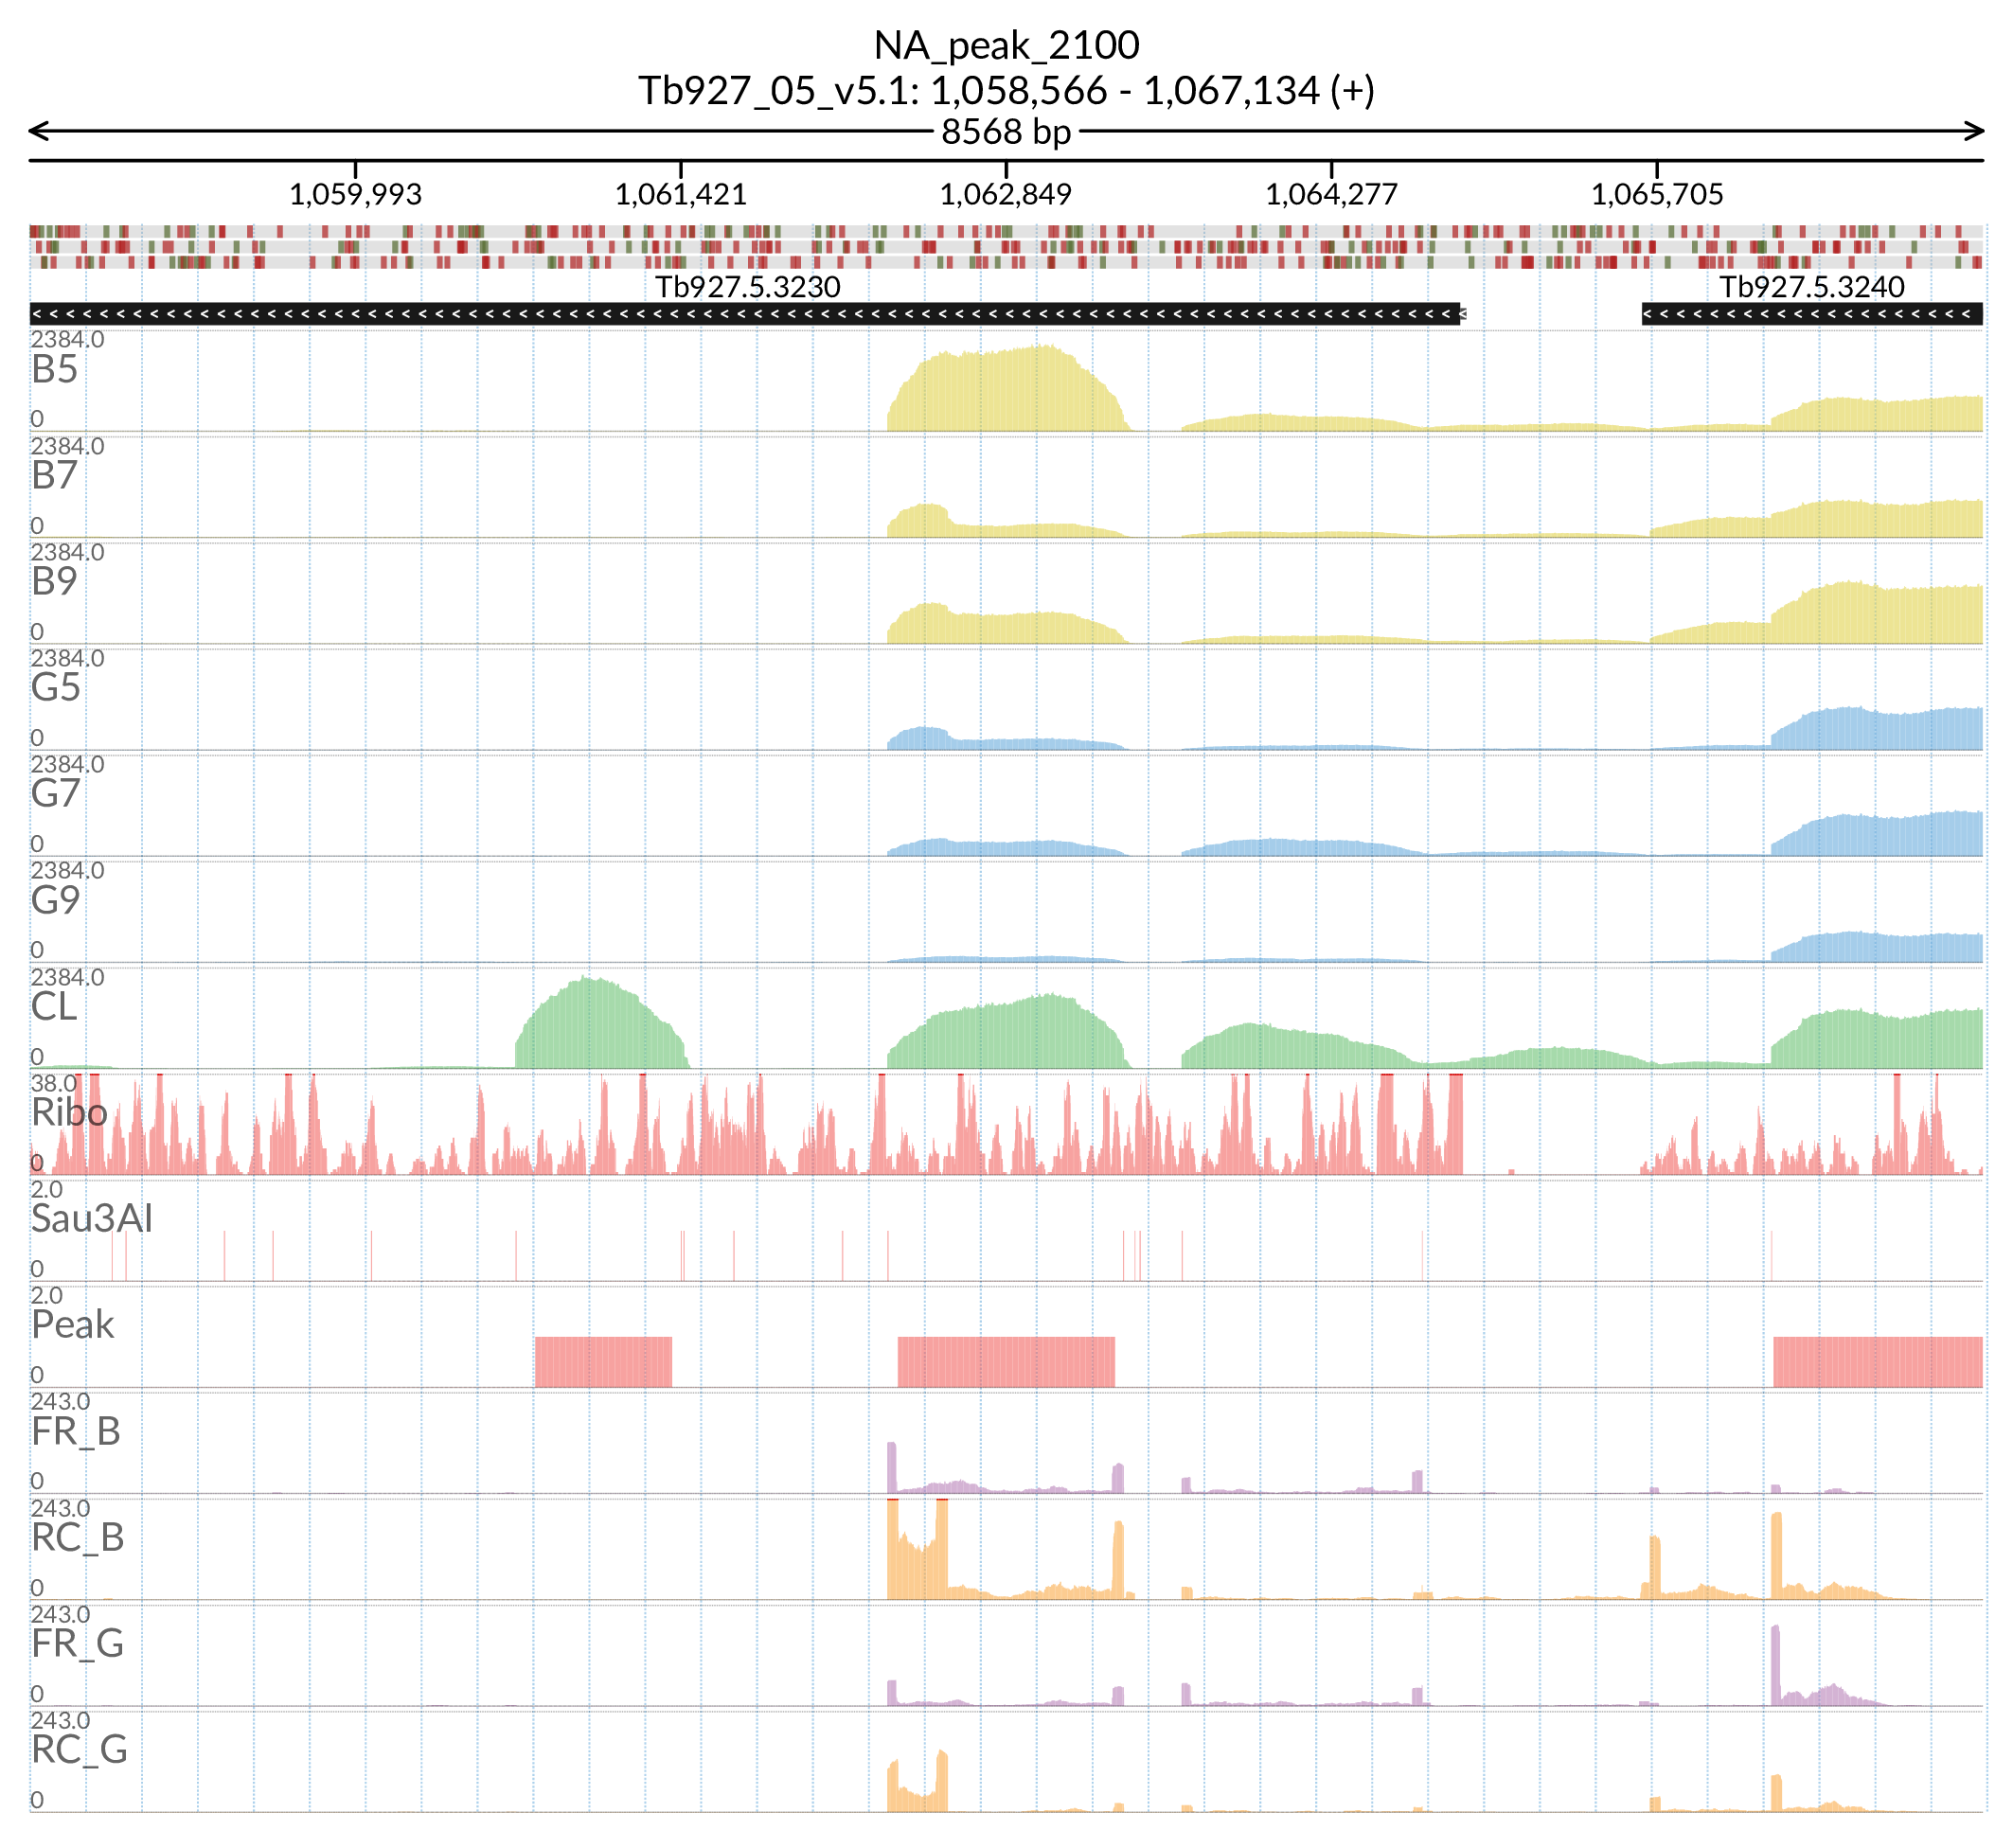 NA_peak_2100
Tb927_05_v5.1: 1,058,566 - 1,067,134 (+)
8568 bp
1,059,993 1,061,421 1,062,849 1,064,277 1,065,705
Tb927.5.3230 Tb927.5.3240
2384.0
B5
0
2384.0
B7
0
2384.0
B9
0
2384.0
G5
0
2384.0
G7
0
2384.0
G9
0
2384.0
CL
0
38.0
Ribo
0
2.0
Sau3AI
0
2.0
Peak
0
243.0
FR_B
0
243.0
RC_B
0
243.0
FR_G
0
243.0
RC_G
0